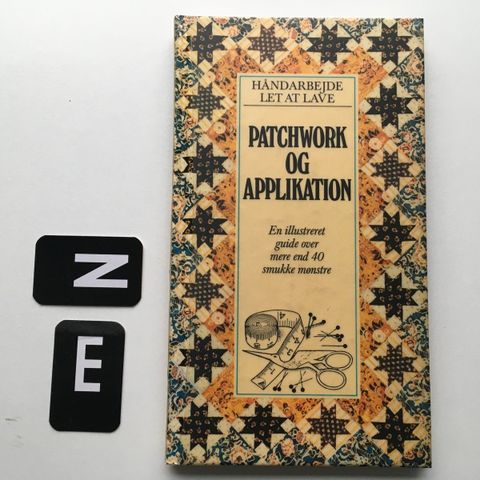 HÅNDARBEJDE
LET AT LAVE
PATCHWORK
OG
APPLIKATION
En illustreret
guide over
mere end 40
smukke mønstre
N
E